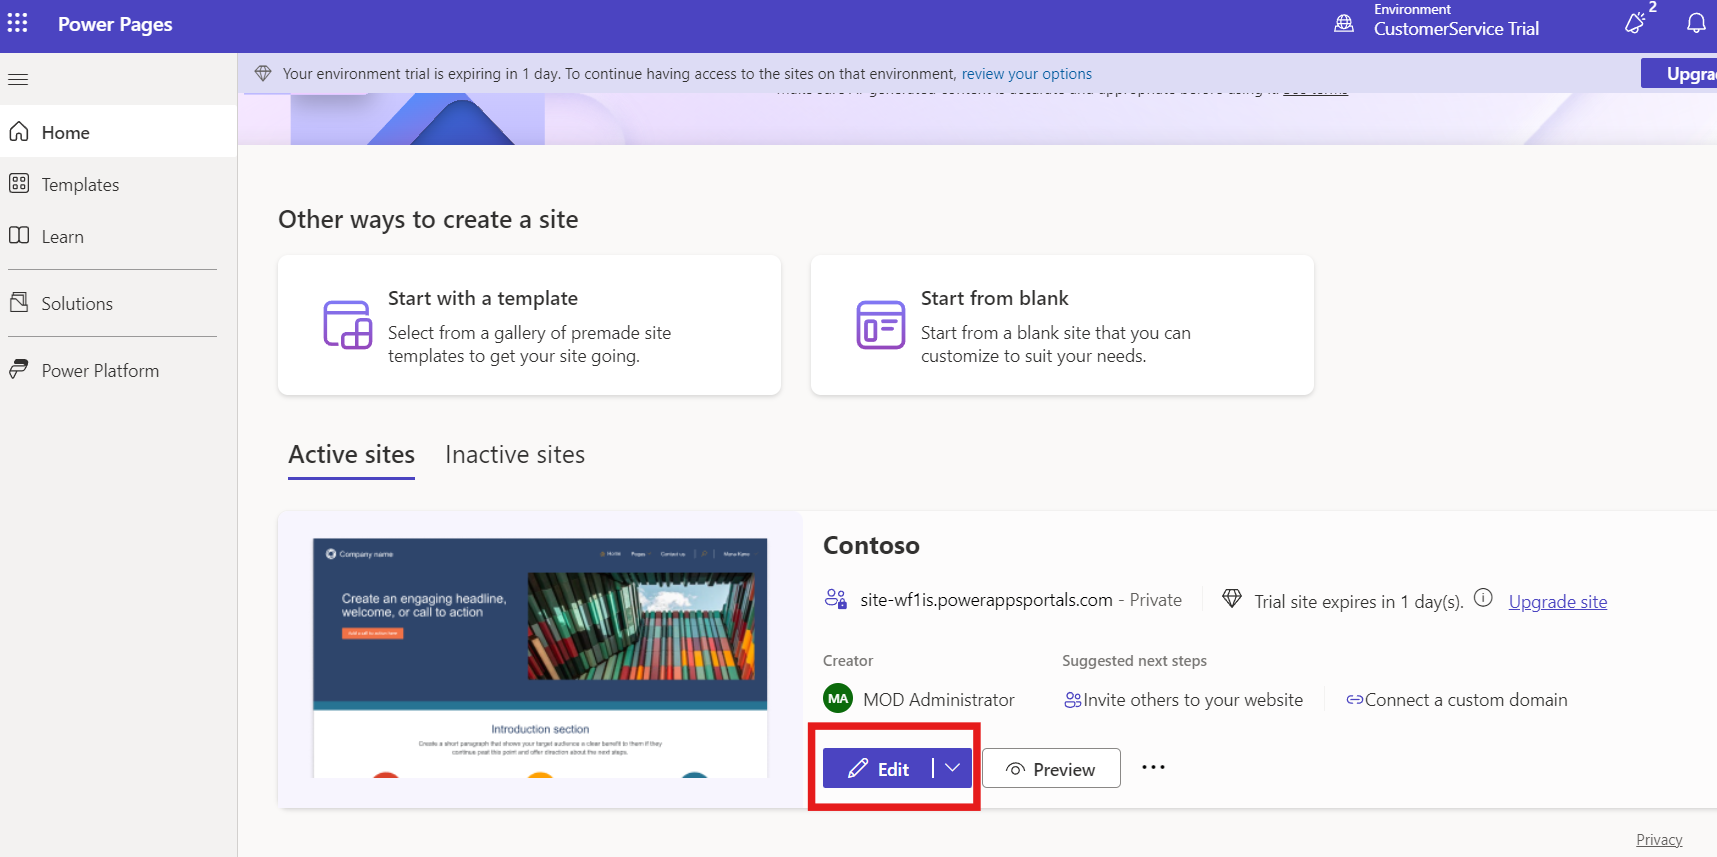 Power Pages
Environment
CustomerService Trial
2
Your environment trial is expiring in 1 day. To continue having access to the sites on that environment, review your options
Home
Templates
Learn
Solutions
Power Platform
Other ways to create a site
Start with a template
Select from a gallery of premade site
templates to get your site going.
Start from blank
Start from a blank site that you can
customize to suit your needs.
Active sites
Inactive sites
Company name
Home
Pages
Contact us
Create an engaging headline,
welcome, or call to action
Add a call to action here
Introduction section
Create a short paragraph that shows your target audience a clear benefit to them if they
continue past this point and offer direction about the next steps.
Contoso
site-wf1is.powerappsportals.com - Private
Trial site expires in 1 day(s).
Upgrade site
Creator
Suggested next steps
MA
MOD Administrator
Invite others to your website
Connect a custom domain
Edit
Preview
Privacy